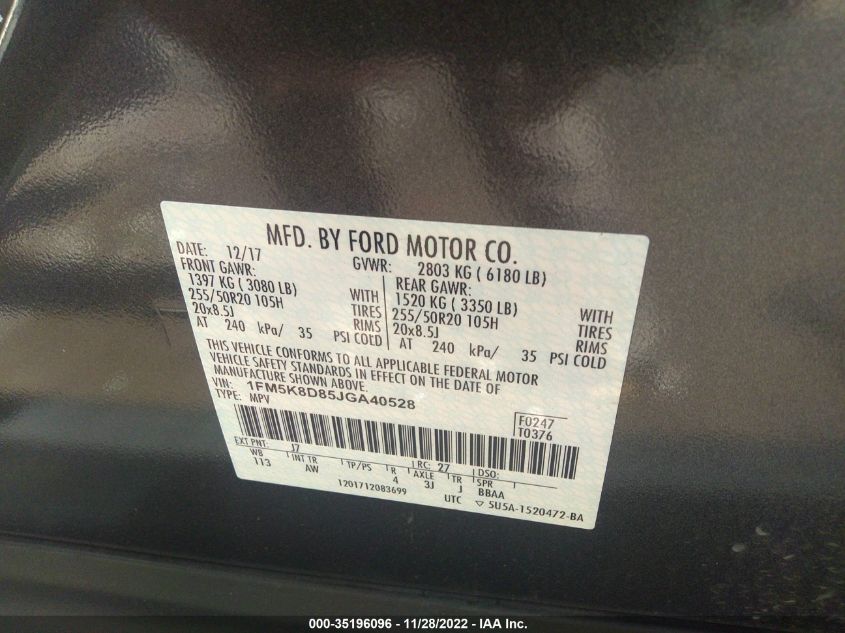 MFD. BY FORD MOTOR CO.
DATE: 12/17 GVWR: 2803 KG ( 6180 LB)
FRONT GAWR: REAR GAWR:
1397 KG ( 3080 LB) WITH 1520 KG ( 3350 LB) WITH
255/50R20 105H TIRES 255/50R20 105H TIRES
20x8.5J RIMS 20x8.5J RIMS
AT 240 kPa/ 35 PSI COLD AT 240 kPa/ 35 PSI COLD
THIS VEHICLE CONFORMS TO ALL APPLICABLE FEDERAL MOTOR
VEHICLE SAFETY STANDARDS IN EFFECT ON THE DATE OF
MANUFACTURE SHOWN ABOVE.
VIN: 1FM5K8D85JGA40528
TYPE: MPV
F0247
T0376
EXT PNT: J7 RC: 27 DSO:
WB INT TR TP/PS R AXLE TR SPR
113 AW 4 3J J BBAA
1201712083699 UTC ▽ 5U5A-1520472-BA
000-35196096 - 11/28/2022 - IAA Inc.